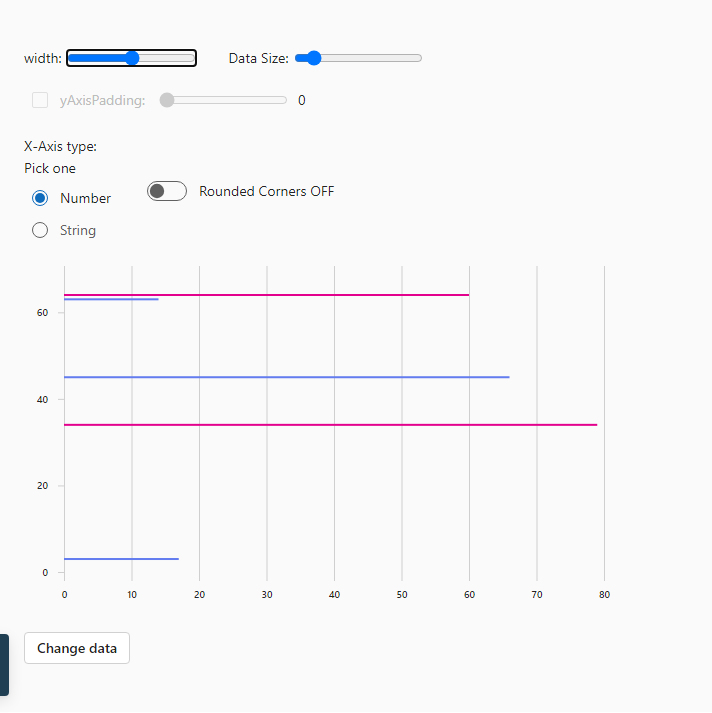 width: Data Size:
yAxisPadding: 0
X-Axis type:
Pick one
Number Rounded Corners OFF
String
60
40
20
0
0 10 20 30 40 50 60 70 80
Change data